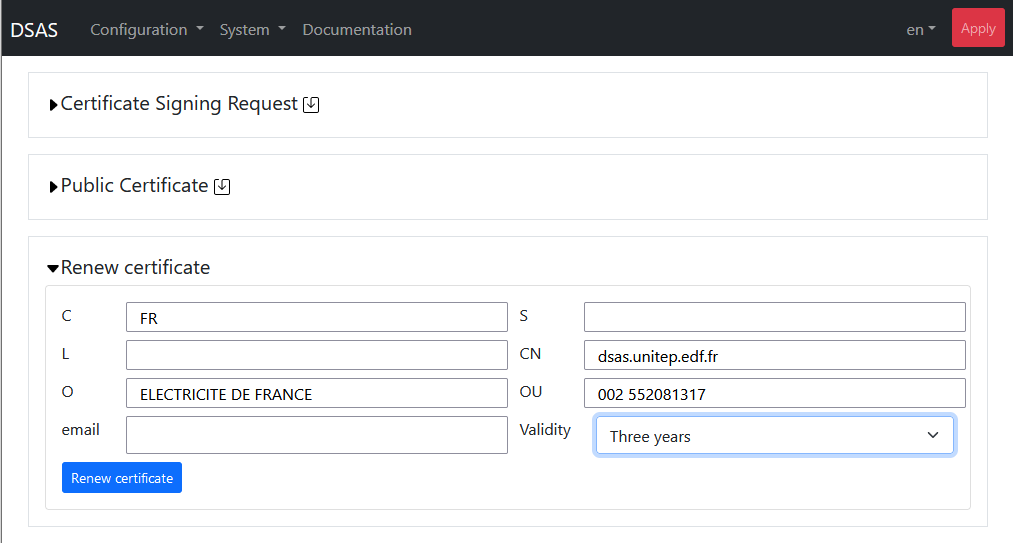 DSAS Configuration System Documentation en Apply
Certificate Signing Request
Public Certificate
Renew certificate
C FR S
L CN dsas.unitep.edf.fr
O ELECTRICITE DE FRANCE OU 002 552081317
email Validity Three years
Renew certificate